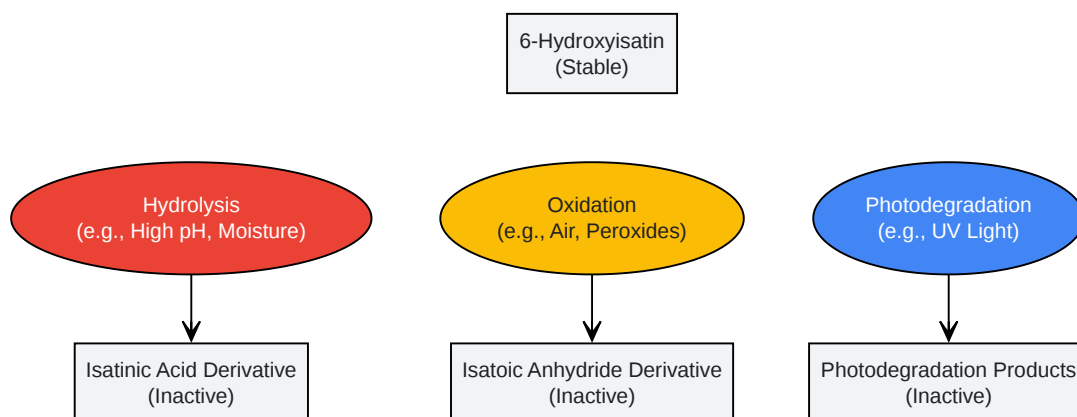 6-Hydroxyisatin
(Stable)
Hydrolysis
(e.g., High pH, Moisture)
Oxidation
(e.g., Air, Peroxides)
Photodegradation
(e.g., UV Light)
Isatinic Acid Derivative
(Inactive)
Isatoic Anhydride Derivative
(Inactive)
Photodegradation Products
(Inactive)